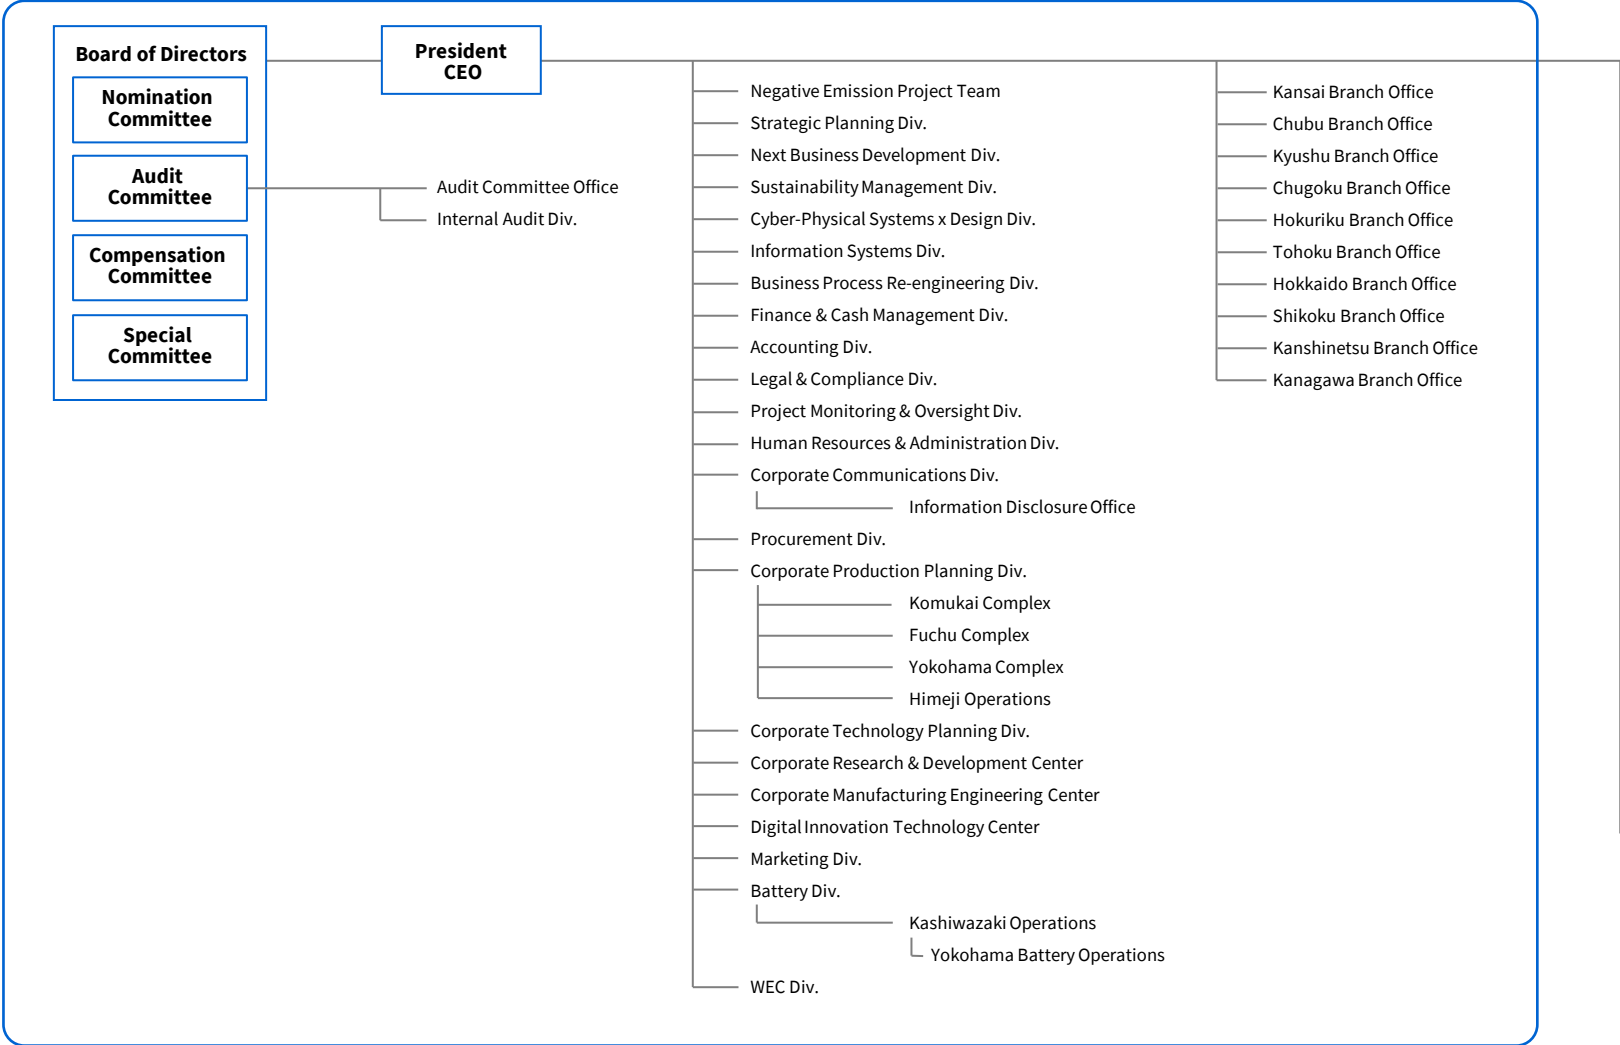 Board of Directors
Nomination
Committee
Audit
Committee
Compensation
Committee
Special
Committee
President
CEO
Audit Committee Office
Internal Audit Div.
Negative Emission Project Team
Strategic Planning Div.
Next Business Development Div.
Sustainability Management Div.
Cyber-Physical Systems x Design Div.
Information Systems Div.
Business Process Re-engineering Div.
Finance & Cash Management Div.
Accounting Div.
Legal & Compliance Div.
Project Monitoring & Oversight Div.
Human Resources & Administration Div.
Corporate Communications Div.
Information Disclosure Office
Procurement Div.
Corporate Production Planning Div.
Komukai Complex
Fuchu Complex
Yokohama Complex
Himeji Operations
Corporate Technology Planning Div.
Corporate Research & Development Center
Corporate Manufacturing Engineering Center
Digital Innovation Technology Center
Marketing Div.
Battery Div.
Kashiwazaki Operations
Yokohama Battery Operations
WEC Div.
Kansai Branch Office
Chubu Branch Office
Kyushu Branch Office
Chugoku Branch Office
Hokuriku Branch Office
Tohoku Branch Office
Hokkaido Branch Office
Shikoku Branch Office
Kanshinetsu Branch Office
Kanagawa Branch Office